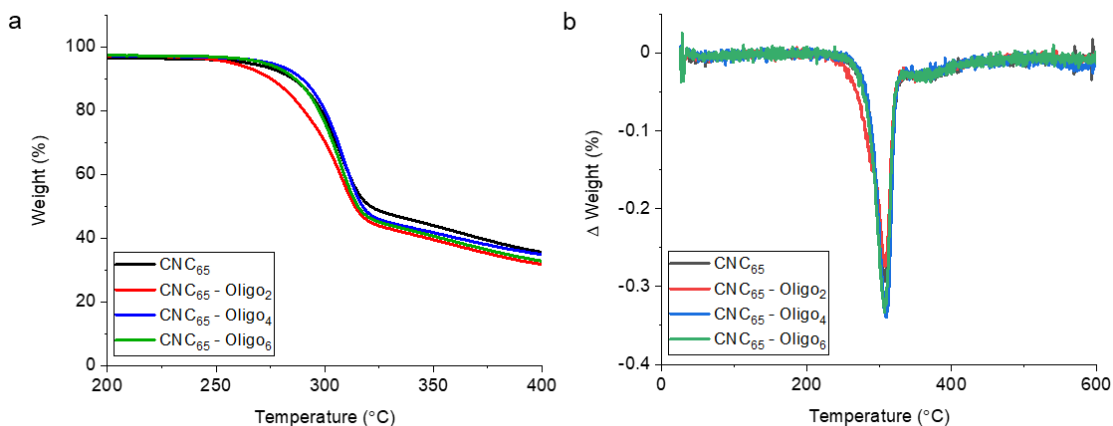 a
100
80
60
40
20
0
Weight (%)
CNC₆₅
CNC₆₅ - Oligo₂
CNC₆₅ - Oligo₄
CNC₆₅ - Oligo₆
200
250
300
350
400
Temperature (°C)
b
0
-0.1
-0.2
-0.3
-0.4
Δ Weight (%)
CNC₆₅
CNC₆₅ - Oligo₂
CNC₆₅ - Oligo₄
CNC₆₅ - Oligo₆
0
200
400
600
Temperature (°C)